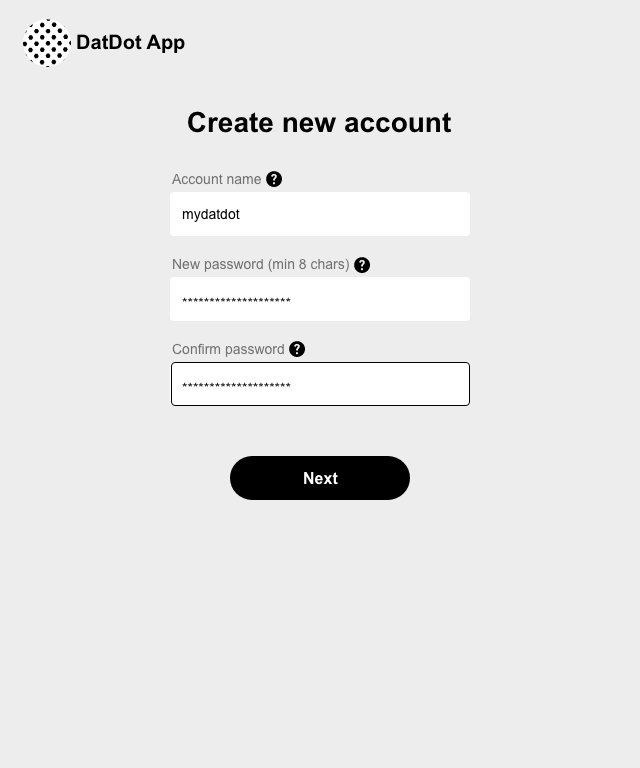 DatDot App
Create new account
Account name ?
mydatdot
New password (min 8 chars) ?
********************
Confirm password ?
********************
Next